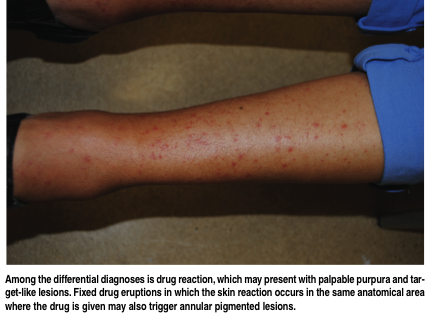 Among the differential diagnoses is drug reaction, which may present with palpable purpura and tar-
get-like lesions. Fixed drug eruptions in which the skin reaction occurs in the same anatomical area
where the drug is given may also trigger annular pigmented lesions.